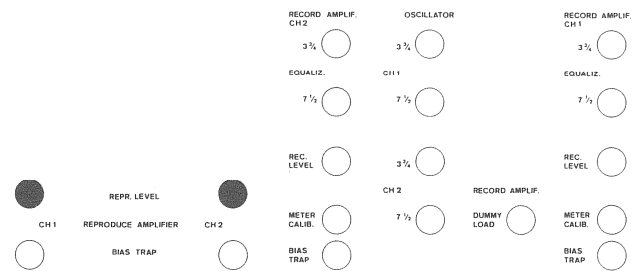 RECORD AMPLIF. OSCILLATOR RECORD AMPLIF.
CH 2 CH 1
3 ¾ 3 ¾ 3 ¾
EQUALIZ. CH 1 EQUALIZ.
7 ½ 7 ½ 7 ½
REC. LEVEL 3 ¾ REC. LEVEL
REPR. LEVEL CH 2 RECORD AMPLIF.
CH 1 REPRODUCE AMPLIFIER CH 2
METER CALIB. 7 ½ DUMMY LOAD METER CALIB.
BIAS TRAP BIAS TRAP BIAS TRAP